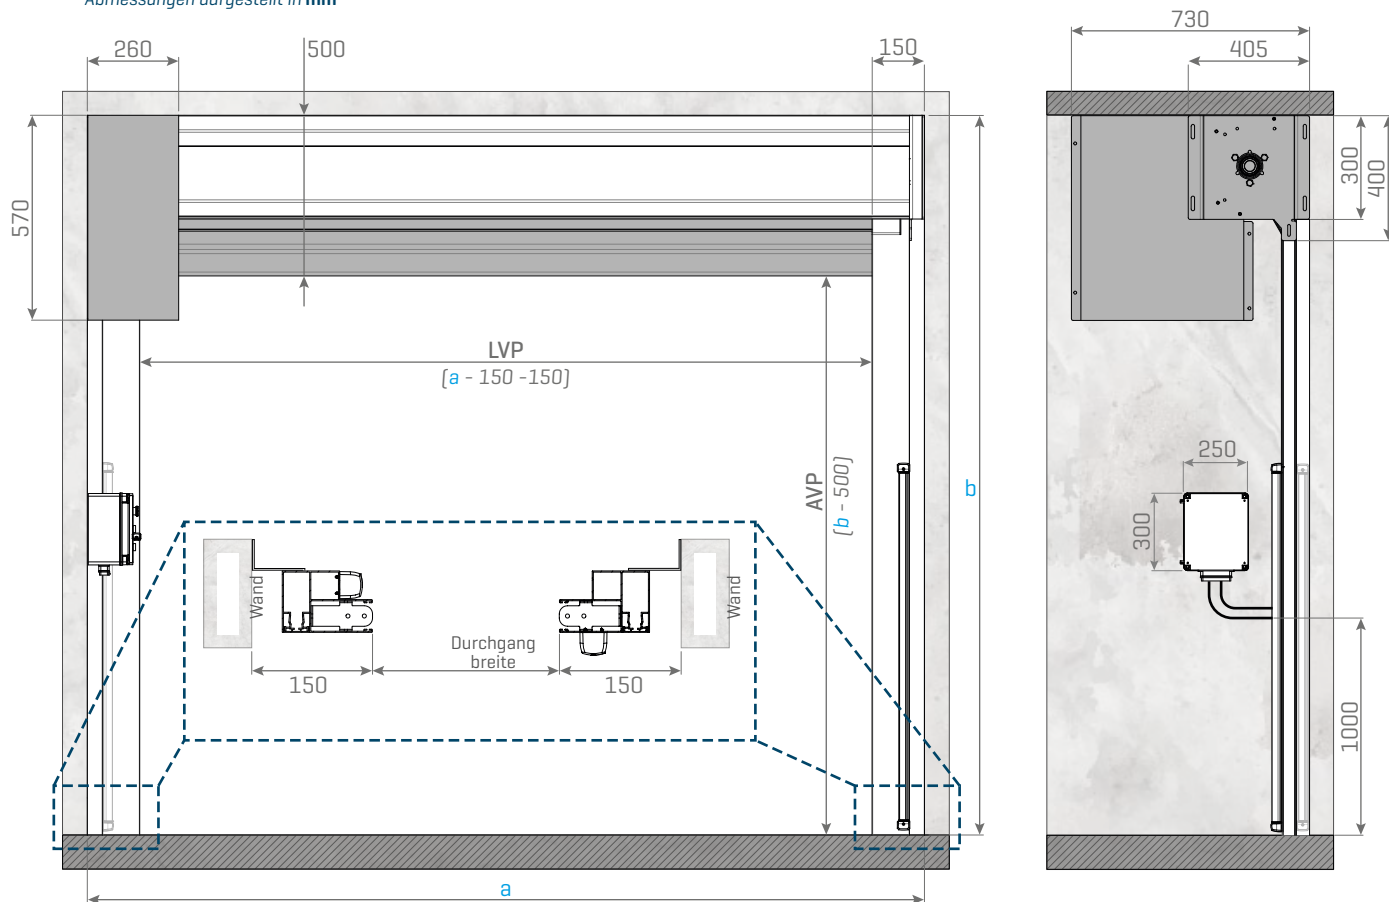 Abmessungen dargestellt in mm
260
500
150
730
405
570
300
400
LVP
(a - 150 -150)
AVP
(b - 500)
b
250
300
Wand
Wand
Durchgang
breite
150
150
1000
a